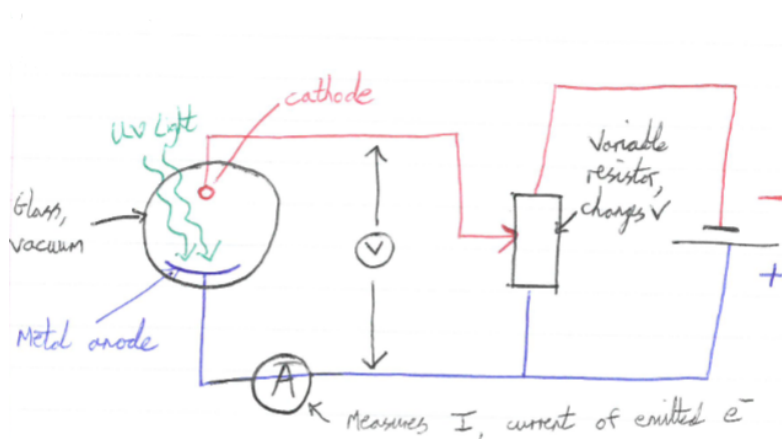 cathode
UV Light
Glass,
vacuum
Metal anode
V
A
Measures I, current of emitted e⁻
Variable
resistor,
changes V
−
+